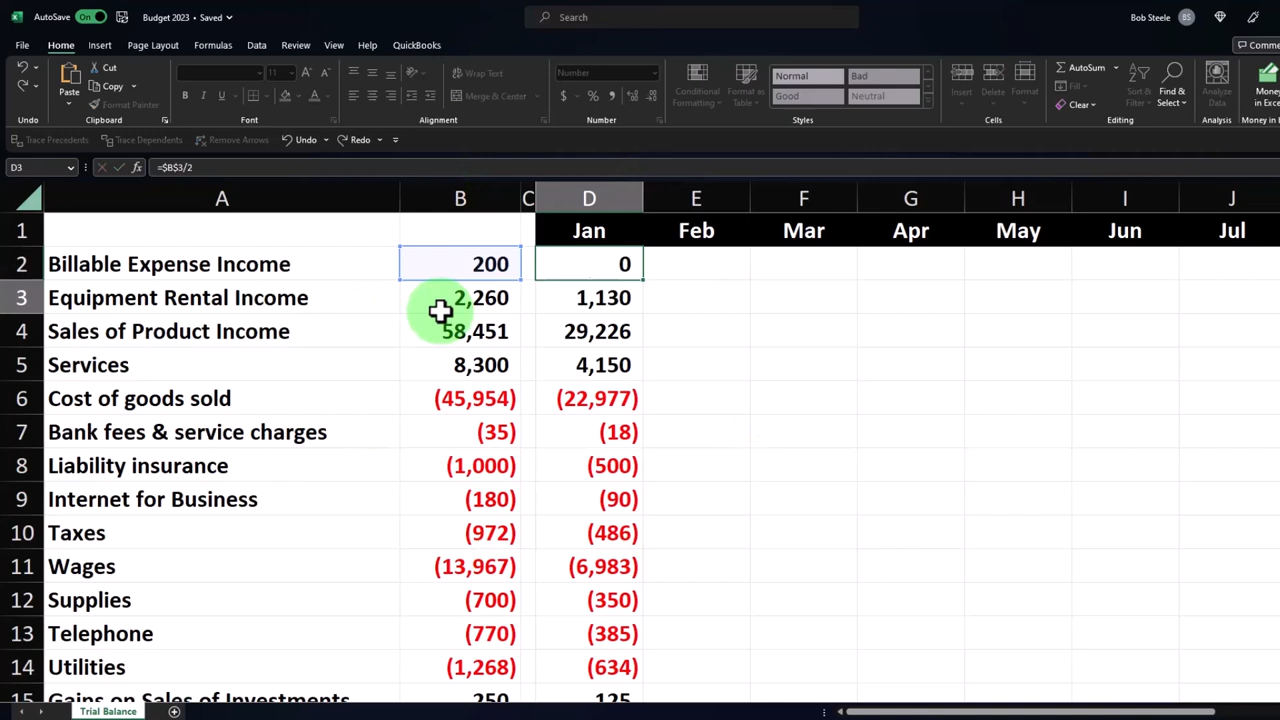 AutoSave On Budget 2023 • Saved Search Bob Steele BS
File Home Insert Page Layout Formulas Data Review View Help QuickBooks Comme
Paste Cut Copy Format Painter 11 A A B I U A Wrap Text Merge & Center Number $ % Conditional Formatting Format as Table Normal Bad Good Neutral Insert Delete Format AutoSum Fill Clear Sort & Filter Find & Select Analyze Data Money in Exce
Undo Clipboard Font Alignment Number Styles Cells Editing Analysis Money in E
Trace Precedents Trace Dependents Remove Arrows Undo Redo
D3 fx =$B$3/2
A B C D E F G H I J
1 Jan Feb Mar Apr May Jun Jul
2 Billable Expense Income 200 0
3 Equipment Rental Income 2,260 1,130
4 Sales of Product Income 58,451 29,226
5 Services 8,300 4,150
6 Cost of goods sold (45,954) (22,977)
7 Bank fees & service charges (35) (18)
8 Liability insurance (1,000) (500)
9 Internet for Business (180) (90)
10 Taxes (972) (486)
11 Wages (13,967) (6,983)
12 Supplies (700) (350)
13 Telephone (770) (385)
14 Utilities (1,268) (634)
15 Gains on Sales of Investments 250 125
Trial Balance